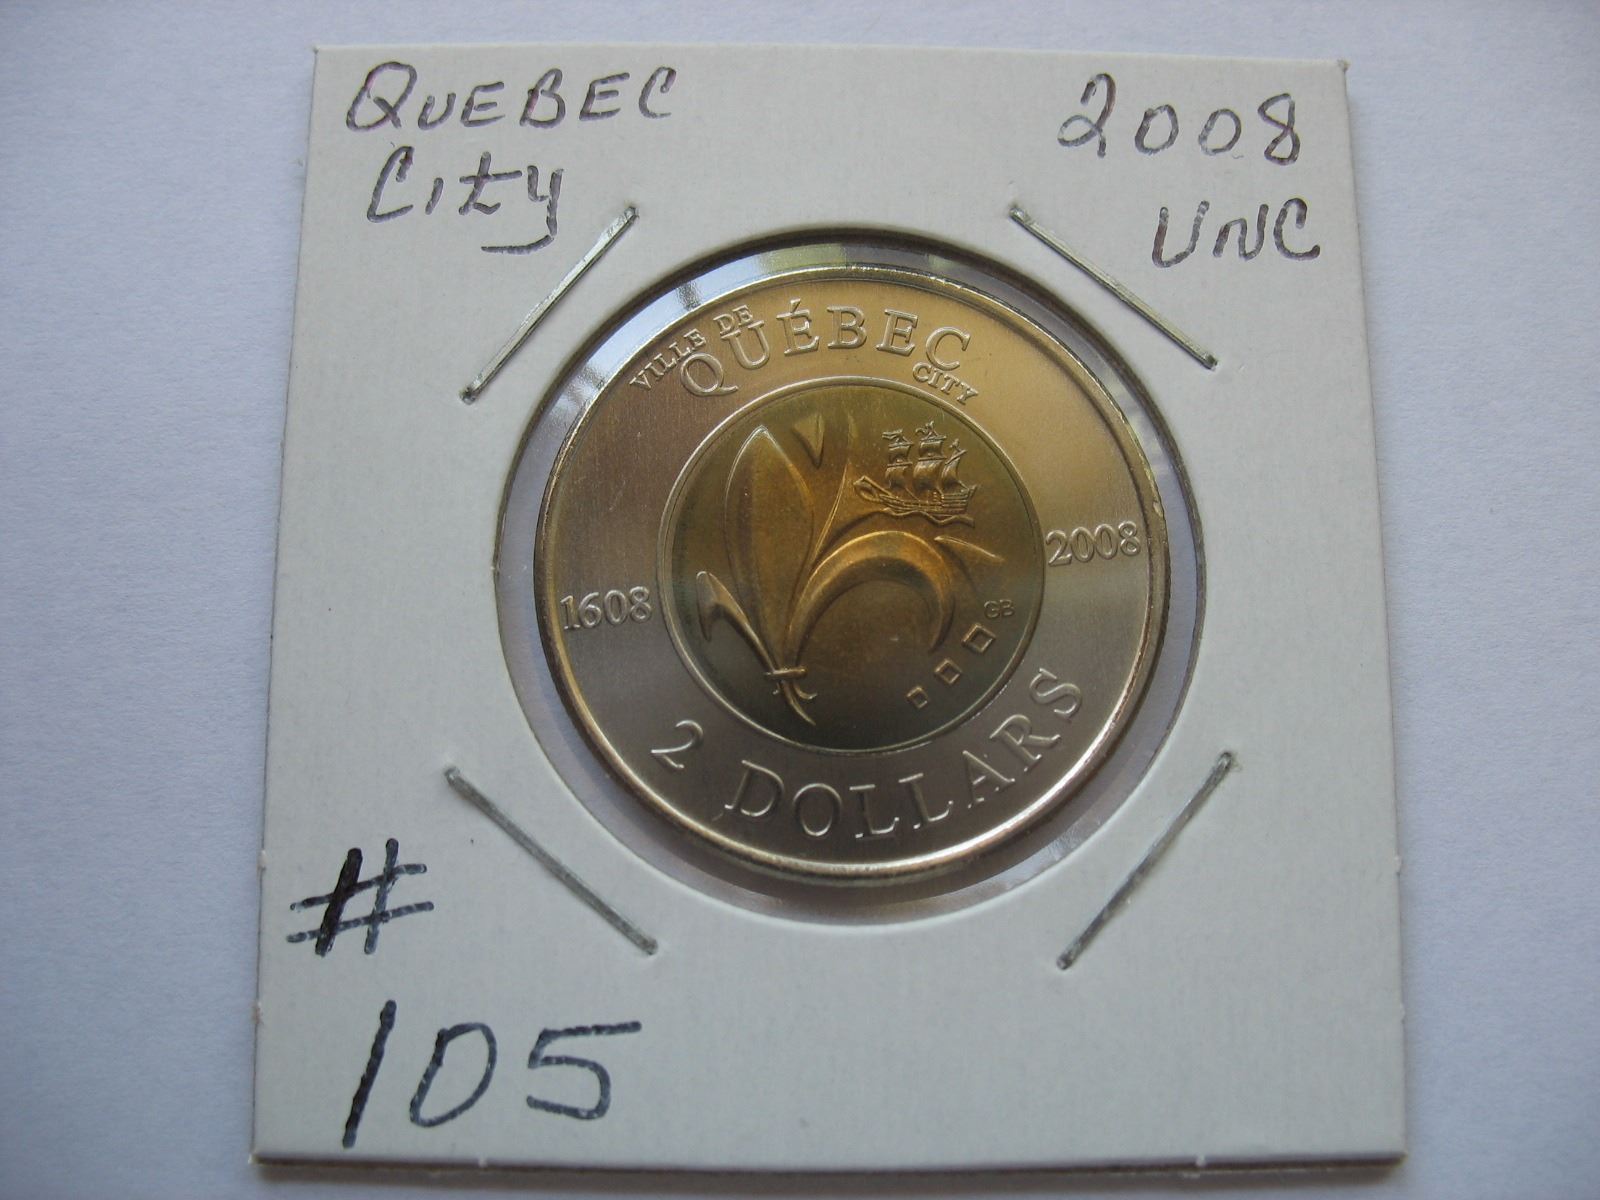 QUEBEC
City
2008
UNC
VILLE DE
QUÉBEC
CITY
1608
2008
GB
2 DOLLARS
#
105